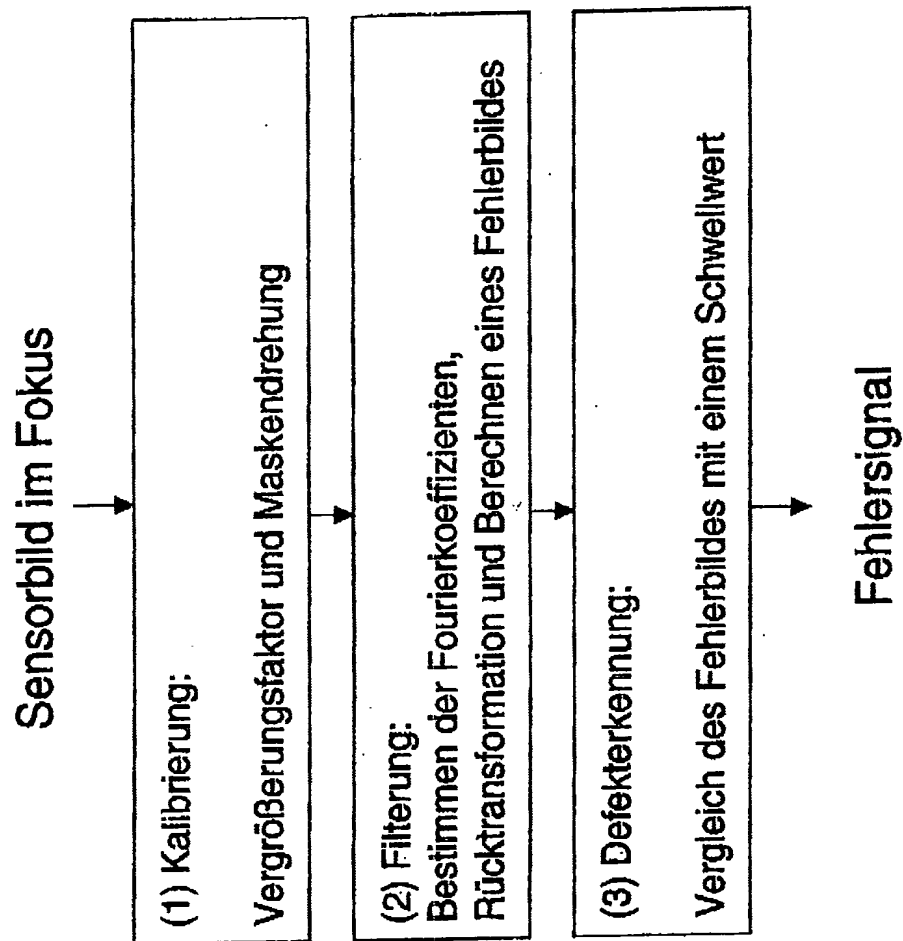 Sensorbild im Fokus
(1) Kalibrierung:
Vergrößerungsfaktor und Maskendrehung
(2) Filterung:
Bestimmen der Fourierkoeffizienten,
Rücktransformation und Berechnen eines Fehlerbildes
(3) Defekterkennung:
Vergleich des Fehlerbildes mit einem Schwellwert
Fehlersignal